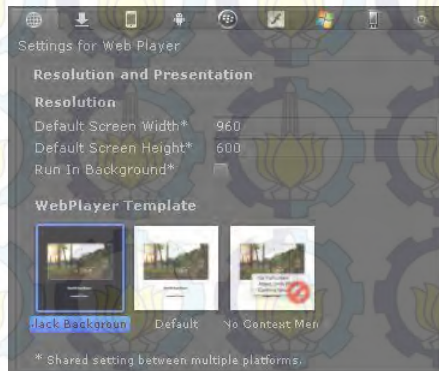 Settings for Web Player
Resolution and Presentation
Resolution
Default Screen Width* 960
Default Screen Height* 600
Run In Background*
WebPlayer Template
lack Backgroun Default No Context Men
* Shared setting between multiple platforms.